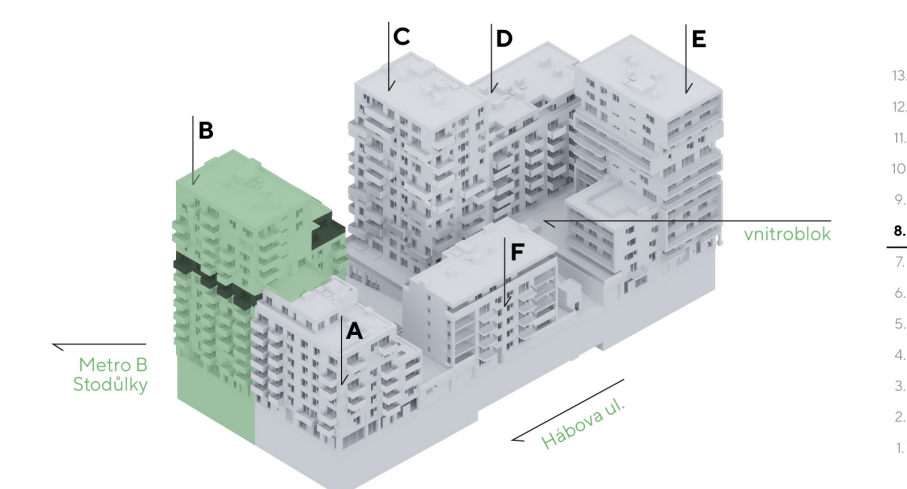 C
D
E
B
F
A
vnitroblok
Metro B
Stodůlky
Hábova ul.
13.
12.
11.
10.
9.
8.
7.
6.
5.
4.
3.
2.
1.